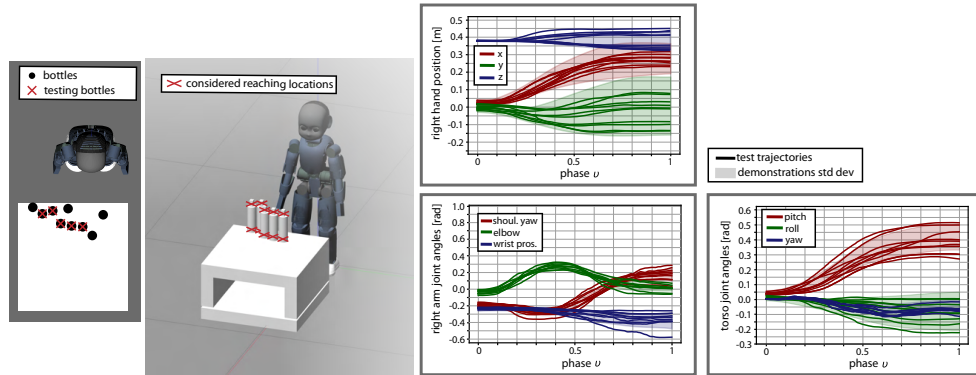 bottles
testing bottles
considered reaching locations
right hand position [m]
0.5
0.4
0.3
0.2
0.1
0.0
-0.1
-0.2
x
y
z
0
0.5
1
phase υ
test trajectories
demonstrations std dev
right arm joint angles [rad]
1.0
0.8
0.6
0.4
0.2
0.0
-0.2
-0.4
-0.6
shoul. yaw
elbow
wrist pros.
0
0.5
1
phase υ
torso joint angles [rad]
0.6
0.5
0.4
0.3
0.2
0.1
0.0
-0.1
-0.2
-0.3
pitch
roll
yaw
0
0.5
1
phase υ